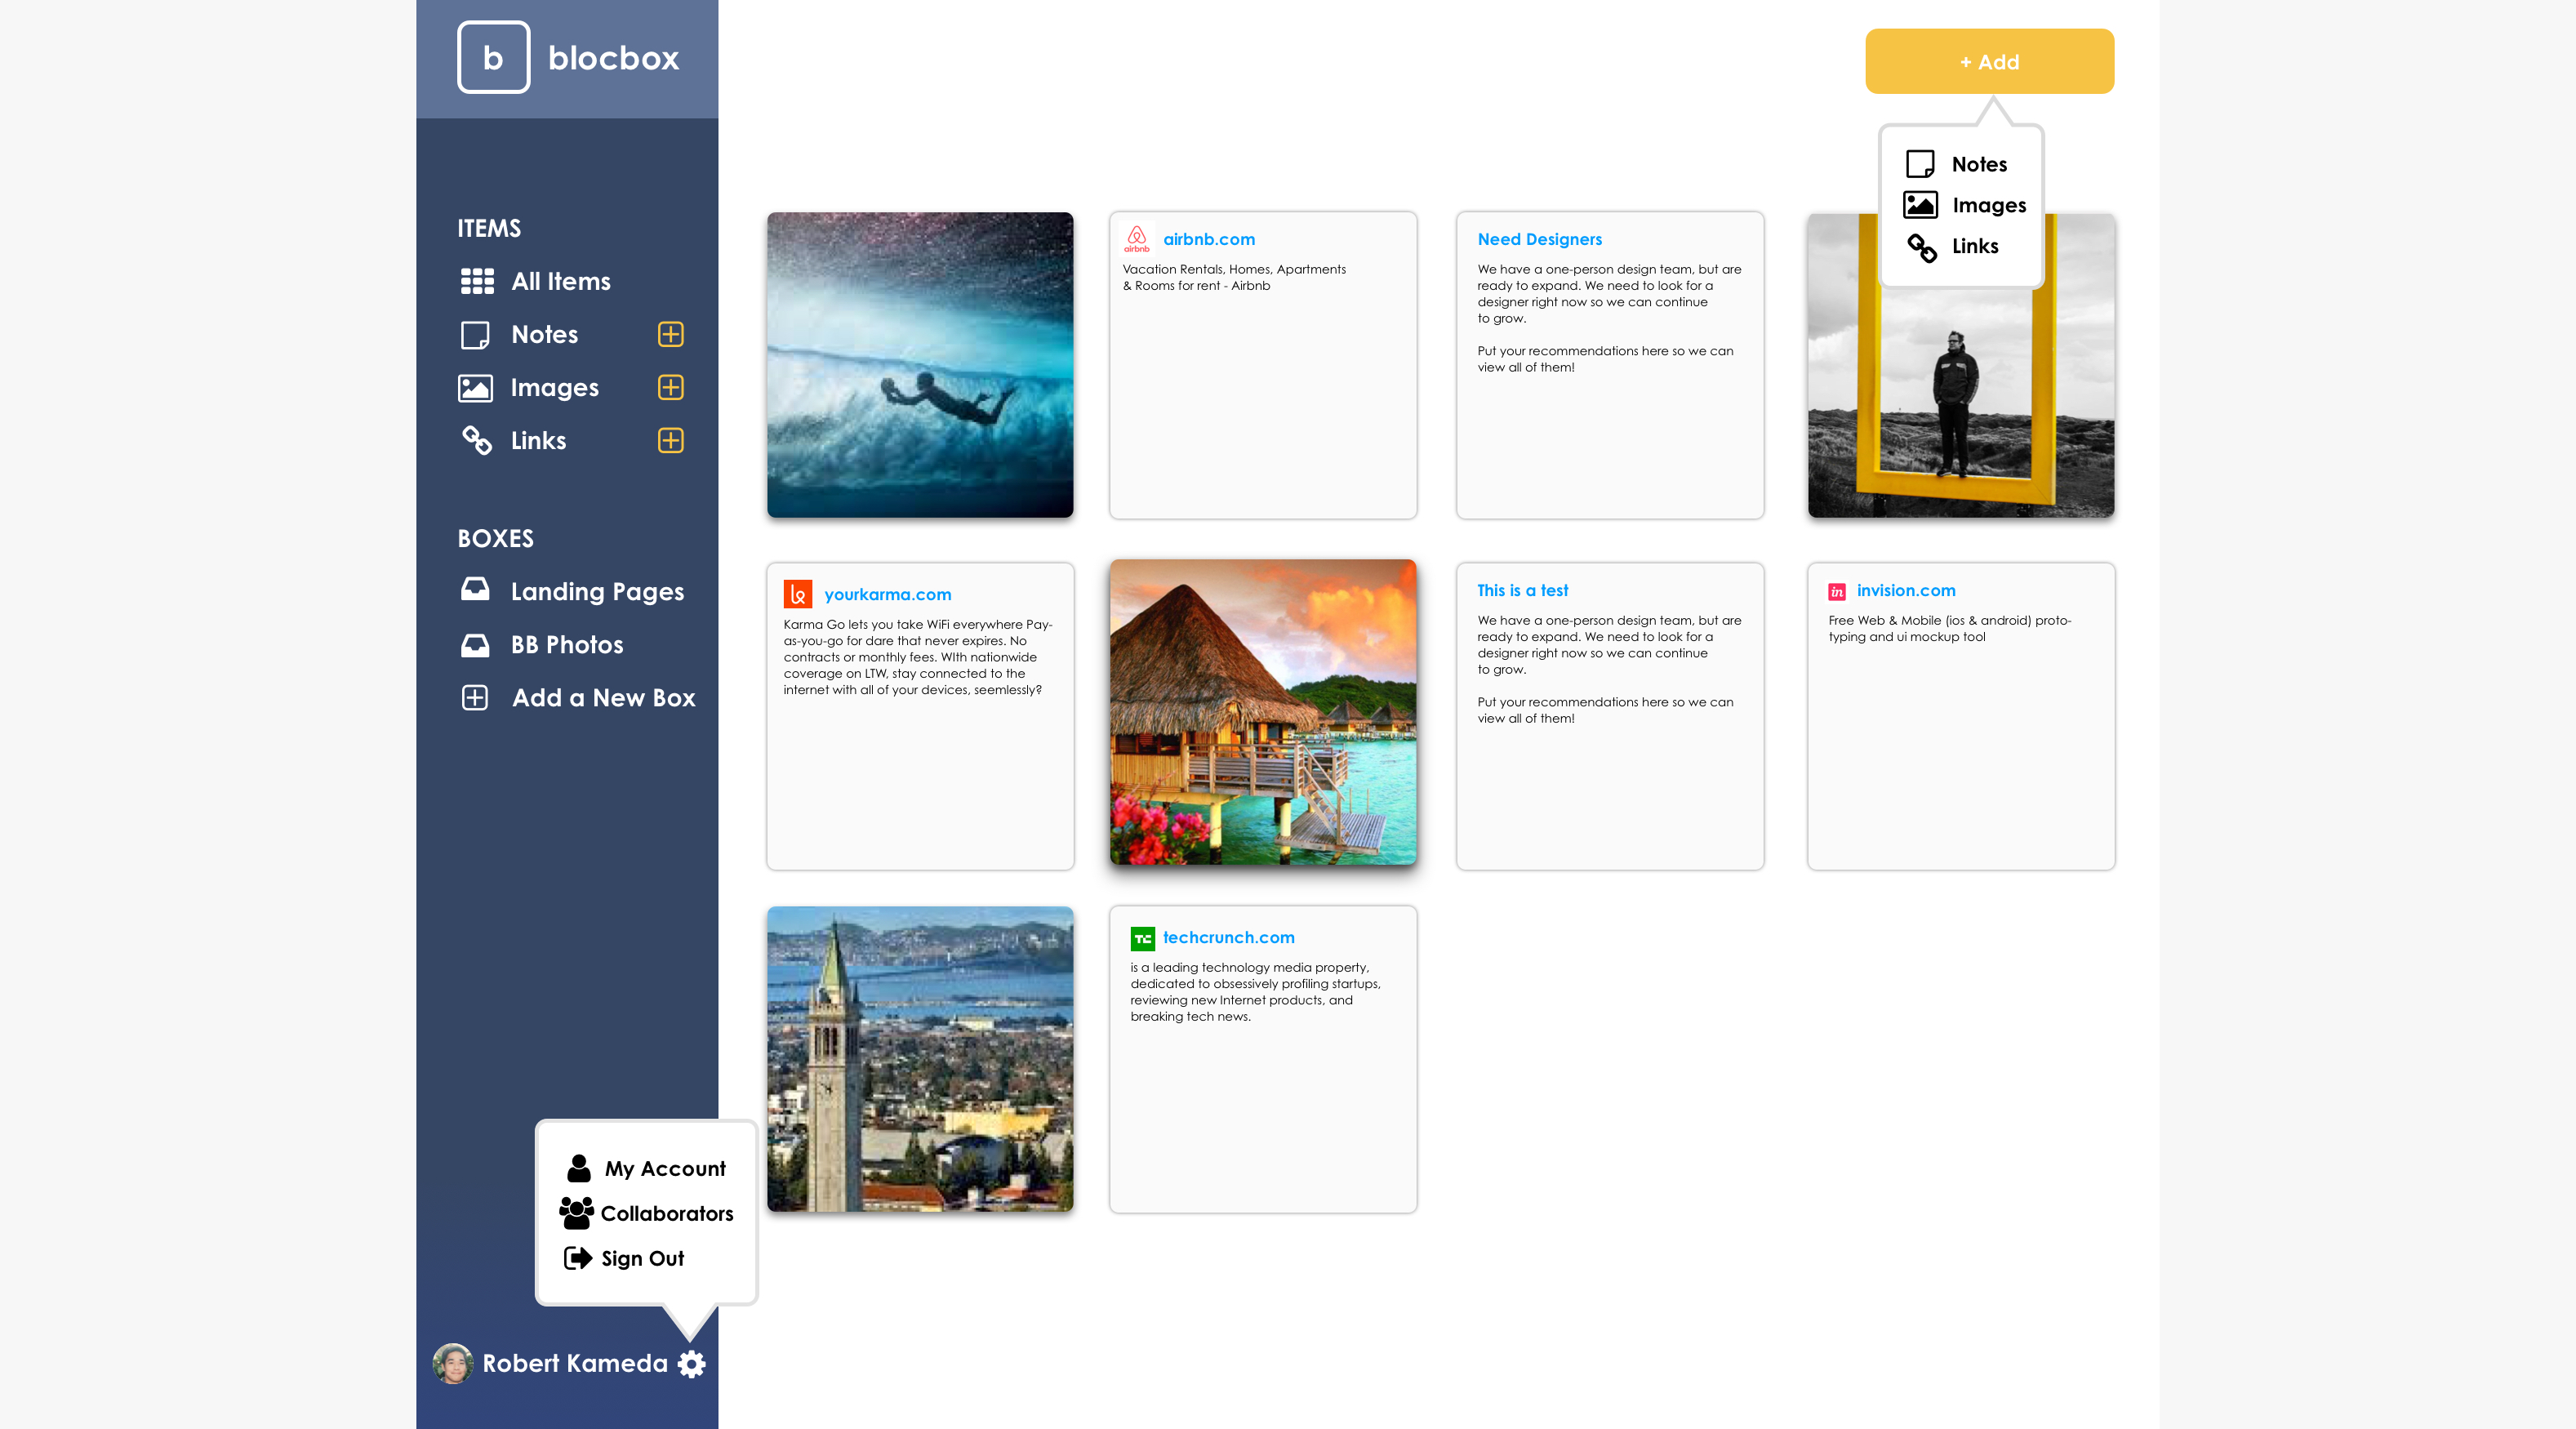 b blocbox
+ Add
Notes
Images
Links
ITEMS
All Items
Notes
Images
Links
BOXES
Landing Pages
BB Photos
Add a New Box
My Account
Collaborators
Sign Out
Robert Kameda
airbnb
airbnb.com
Vacation Rentals, Homes, Apartments
& Rooms for rent - Airbnb
Need Designers
We have a one-person design team, but are
ready to expand. We need to look for a
designer right now so we can continue
to grow.
Put your recommendations here so we can
view all of them!
yourkarma.com
Karma Go lets you take WiFi everywhere Pay-
as-you-go for dare that never expires. No
contracts or monthly fees. WIth nationwide
coverage on LTW, stay connected to the
internet with all of your devices, seemlessly?
This is a test
We have a one-person design team, but are
ready to expand. We need to look for a
designer right now so we can continue
to grow.
Put your recommendations here so we can
view all of them!
in invision.com
Free Web & Mobile (ios & android) proto-
typing and ui mockup tool
TC techcrunch.com
is a leading technology media property,
dedicated to obsessively profiling startups,
reviewing new Internet products, and
breaking tech news.